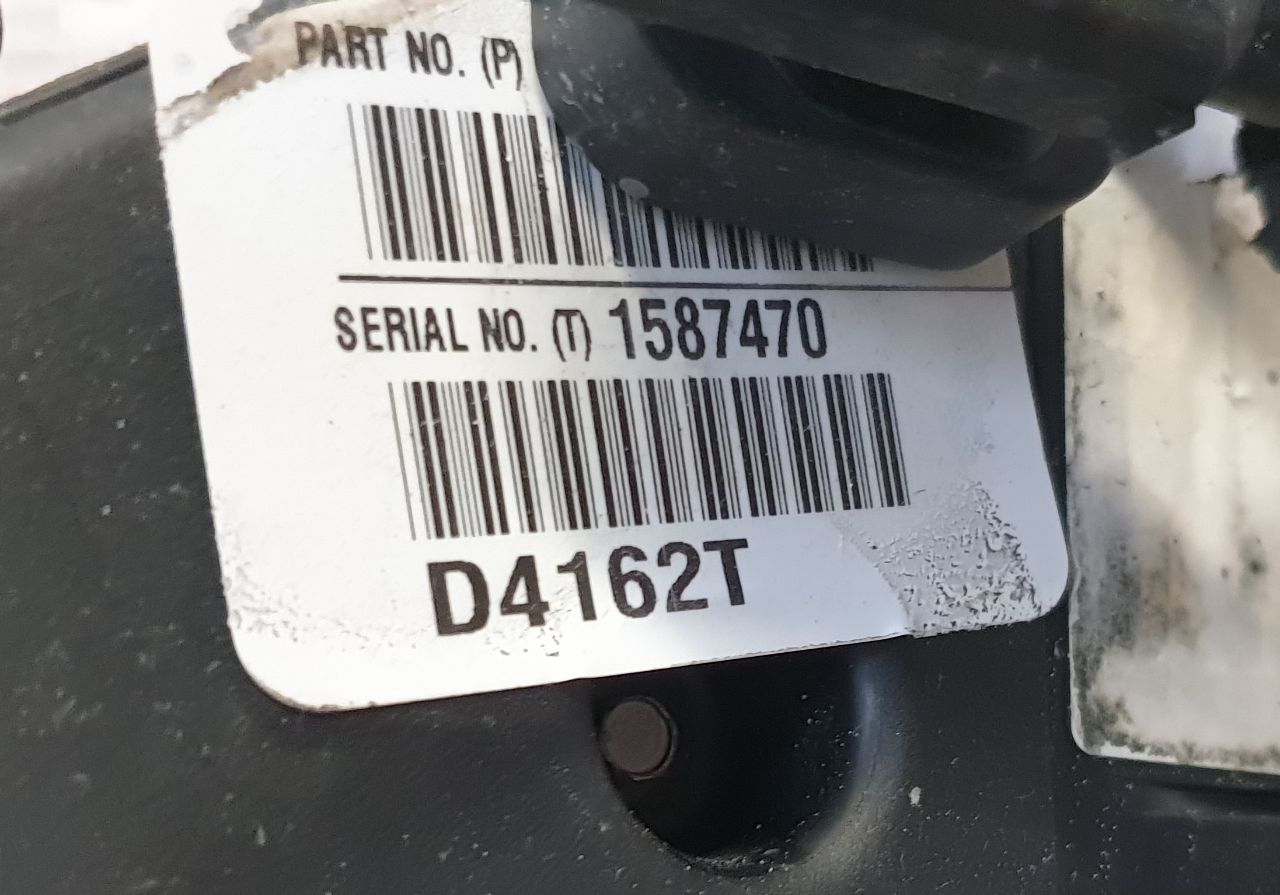 PART NO. (P)
SERIAL NO. (T) 1587470
D4162T